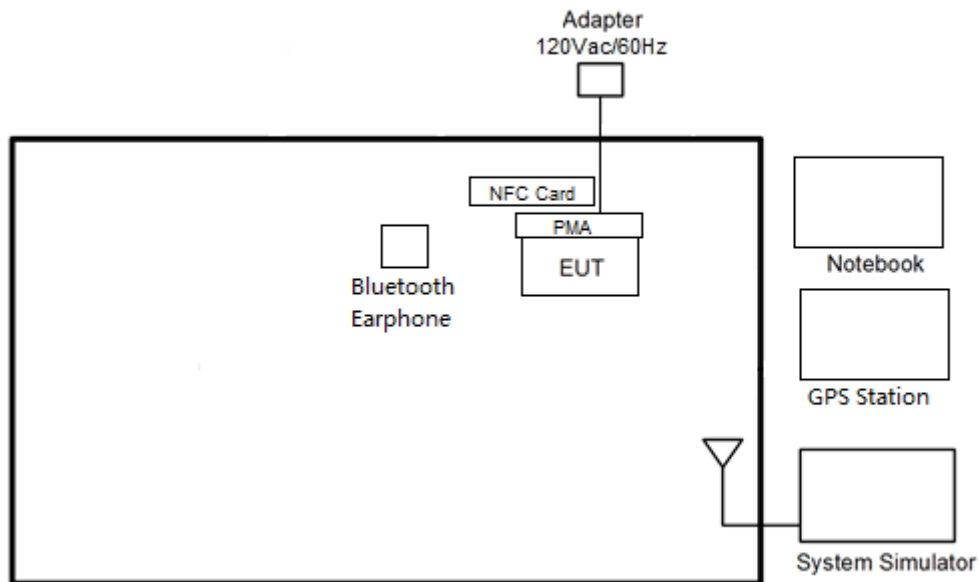 Adapter
120Vac/60Hz
NFC Card
PMA
EUT
Bluetooth
Earphone
Notebook
GPS Station
System Simulator